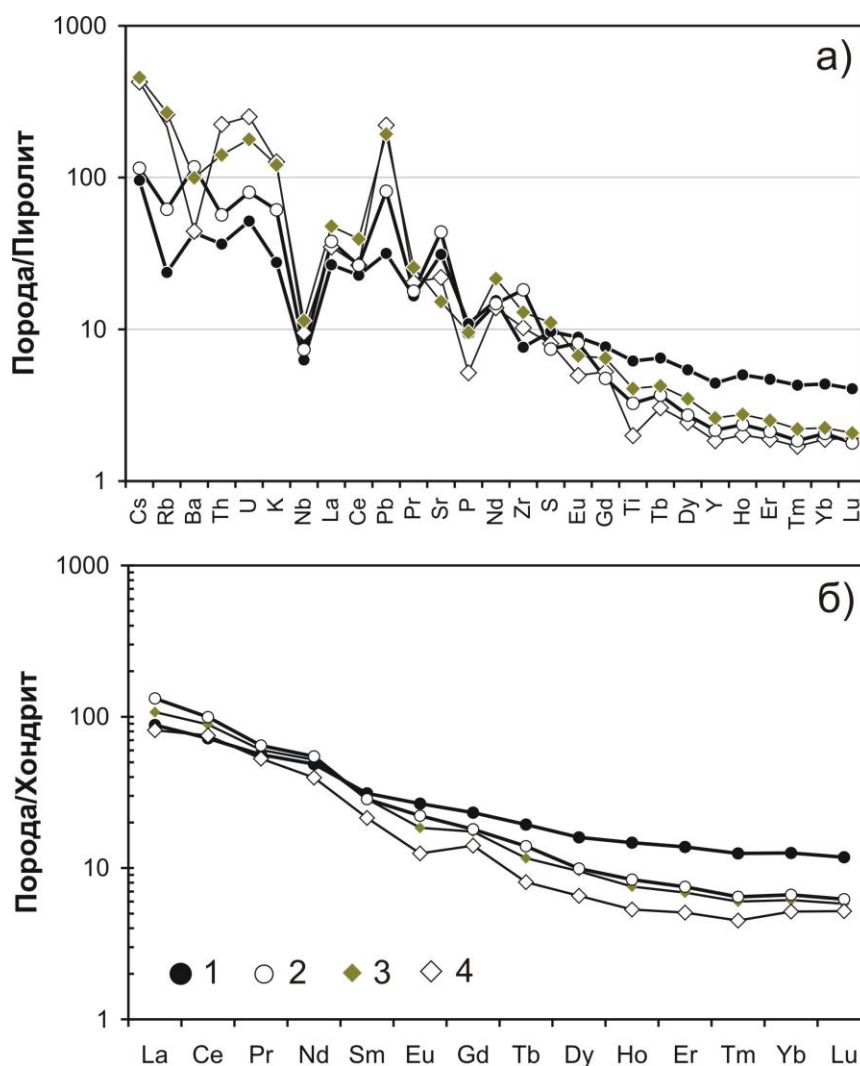 1000
а)
100
10
1
Порода/Пиролит
Cs Rb Ba Th U K Nb La Ce Pb Pr Sr P Nd Zr S Eu Gd Ti Tb Dy Y Ho Er Tm Yb Lu
1000
б)
100
10
1
Порода/Хондрит
1 2 3 4
La Ce Pr Nd Sm Eu Gd Tb Dy Ho Er Tm Yb Lu